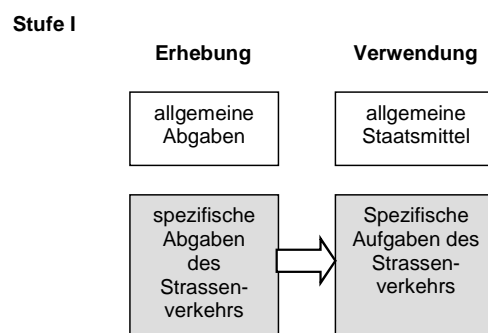 Stufe I
Erhebung
Verwendung
allgemeine
Abgaben
allgemeine
Staatsmittel
spezifische
Abgaben
des
Strassen-
verkehrs
Spezifische
Aufgaben des
Strassen-
verkehrs